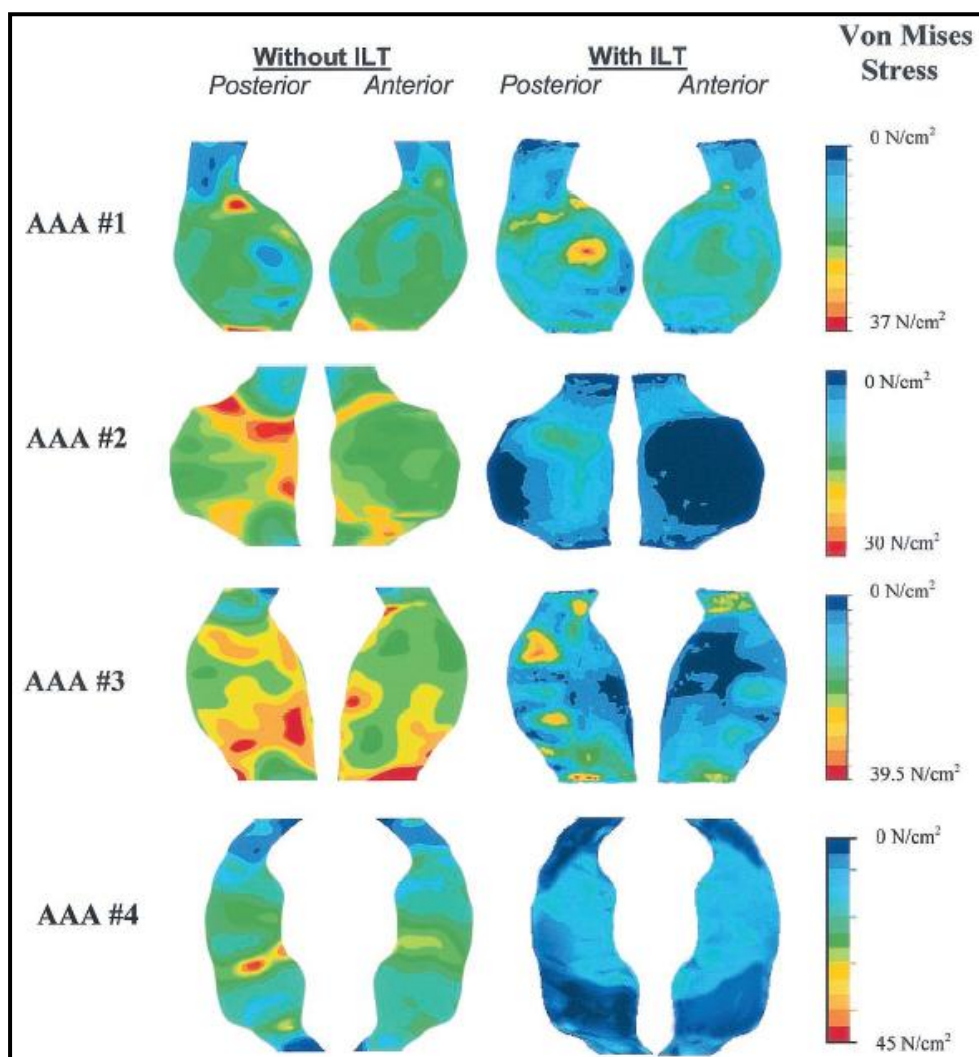 Without ILT With ILT Von Mises
Posterior Anterior Posterior Anterior Stress
0 N/cm²
AAA #1
37 N/cm²
0 N/cm²
AAA #2
30 N/cm²
0 N/cm²
AAA #3
39.5 N/cm²
0 N/cm²
AAA #4
45 N/cm²